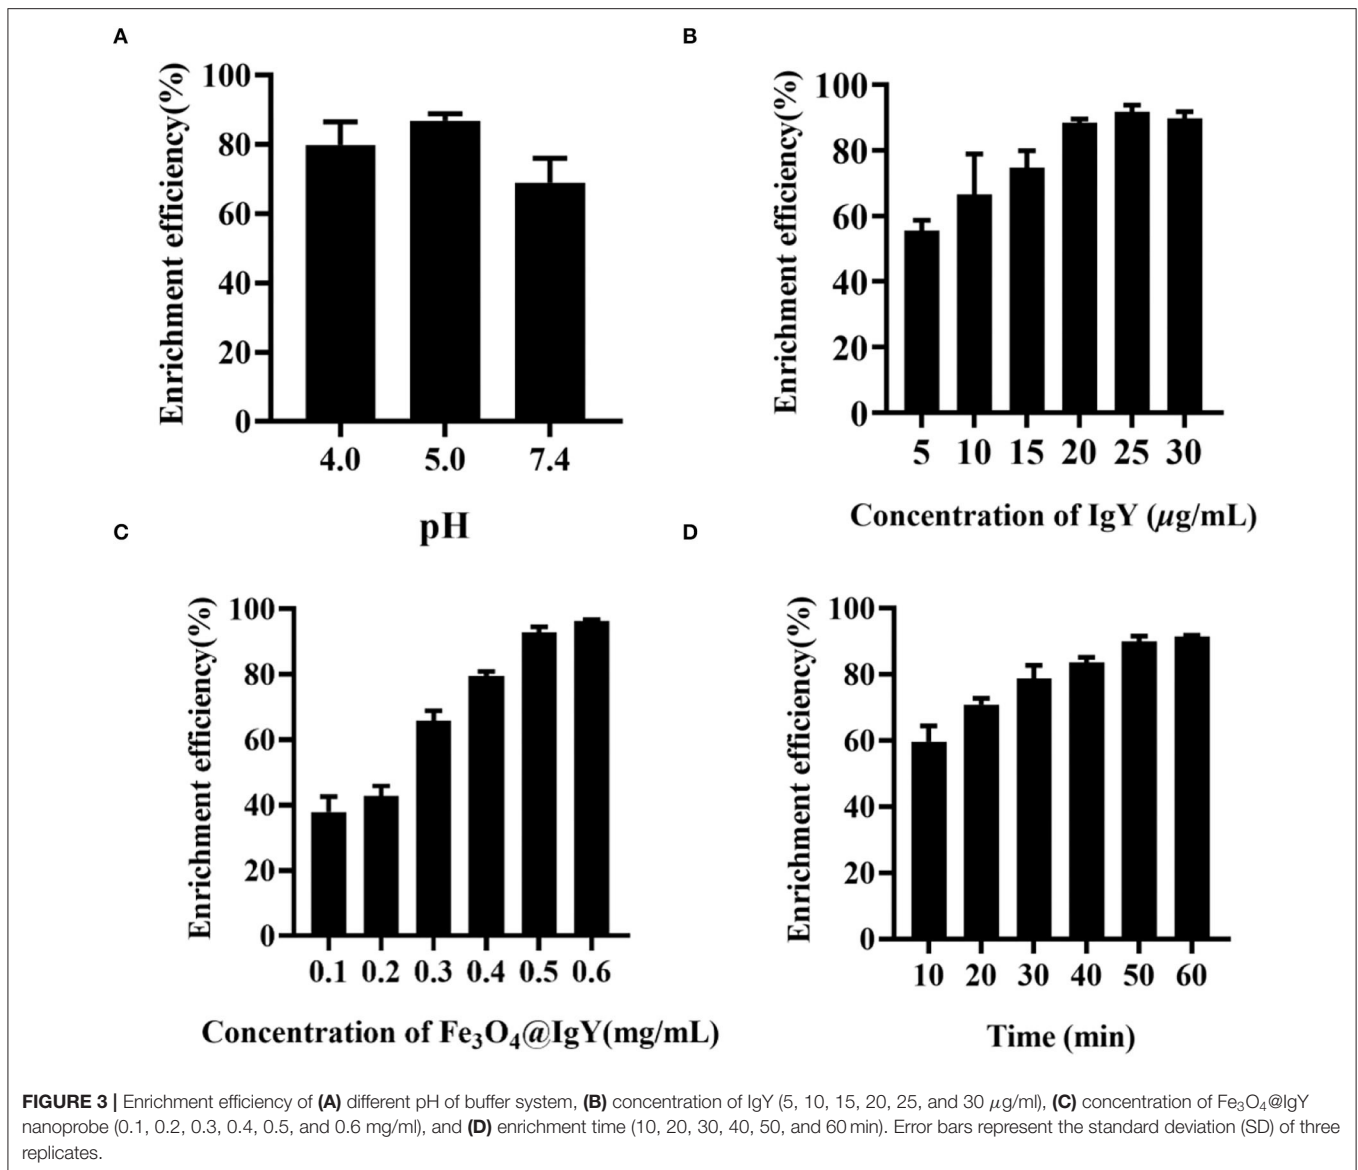 A
Enrichment efficiency(%)
100
80
60
40
20
0
4.0 5.0 7.4
pH
B
Enrichment efficiency(%)
100
80
60
40
20
0
5 10 15 20 25 30
Concentration of IgY (μg/mL)
C
Enrichment efficiency(%)
100
80
60
40
20
0
0.1 0.2 0.3 0.4 0.5 0.6
Concentration of Fe₃O₄@IgY(mg/mL)
D
Enrichment efficiency(%)
100
80
60
40
20
0
10 20 30 40 50 60
Time (min)
FIGURE 3 | Enrichment efficiency of (A) different pH of buffer system, (B) concentration of IgY (5, 10, 15, 20, 25, and 30 μg/ml), (C) concentration of Fe₃O₄@IgY
nanoprobe (0.1, 0.2, 0.3, 0.4, 0.5, and 0.6 mg/ml), and (D) enrichment time (10, 20, 30, 40, 50, and 60 min). Error bars represent the standard deviation (SD) of three
replicates.